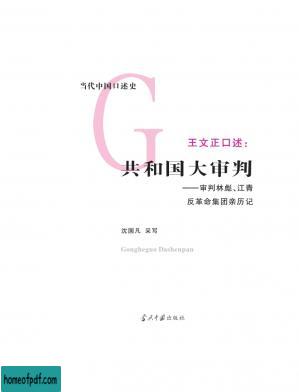 当代中国口述史
G
王文正口述：
共和国大审判
——审判林彪、江青
反革命集团亲历记
沈国凡 采写
Gongheguo Dashenpan
当代中国出版社
homeofpdf.com